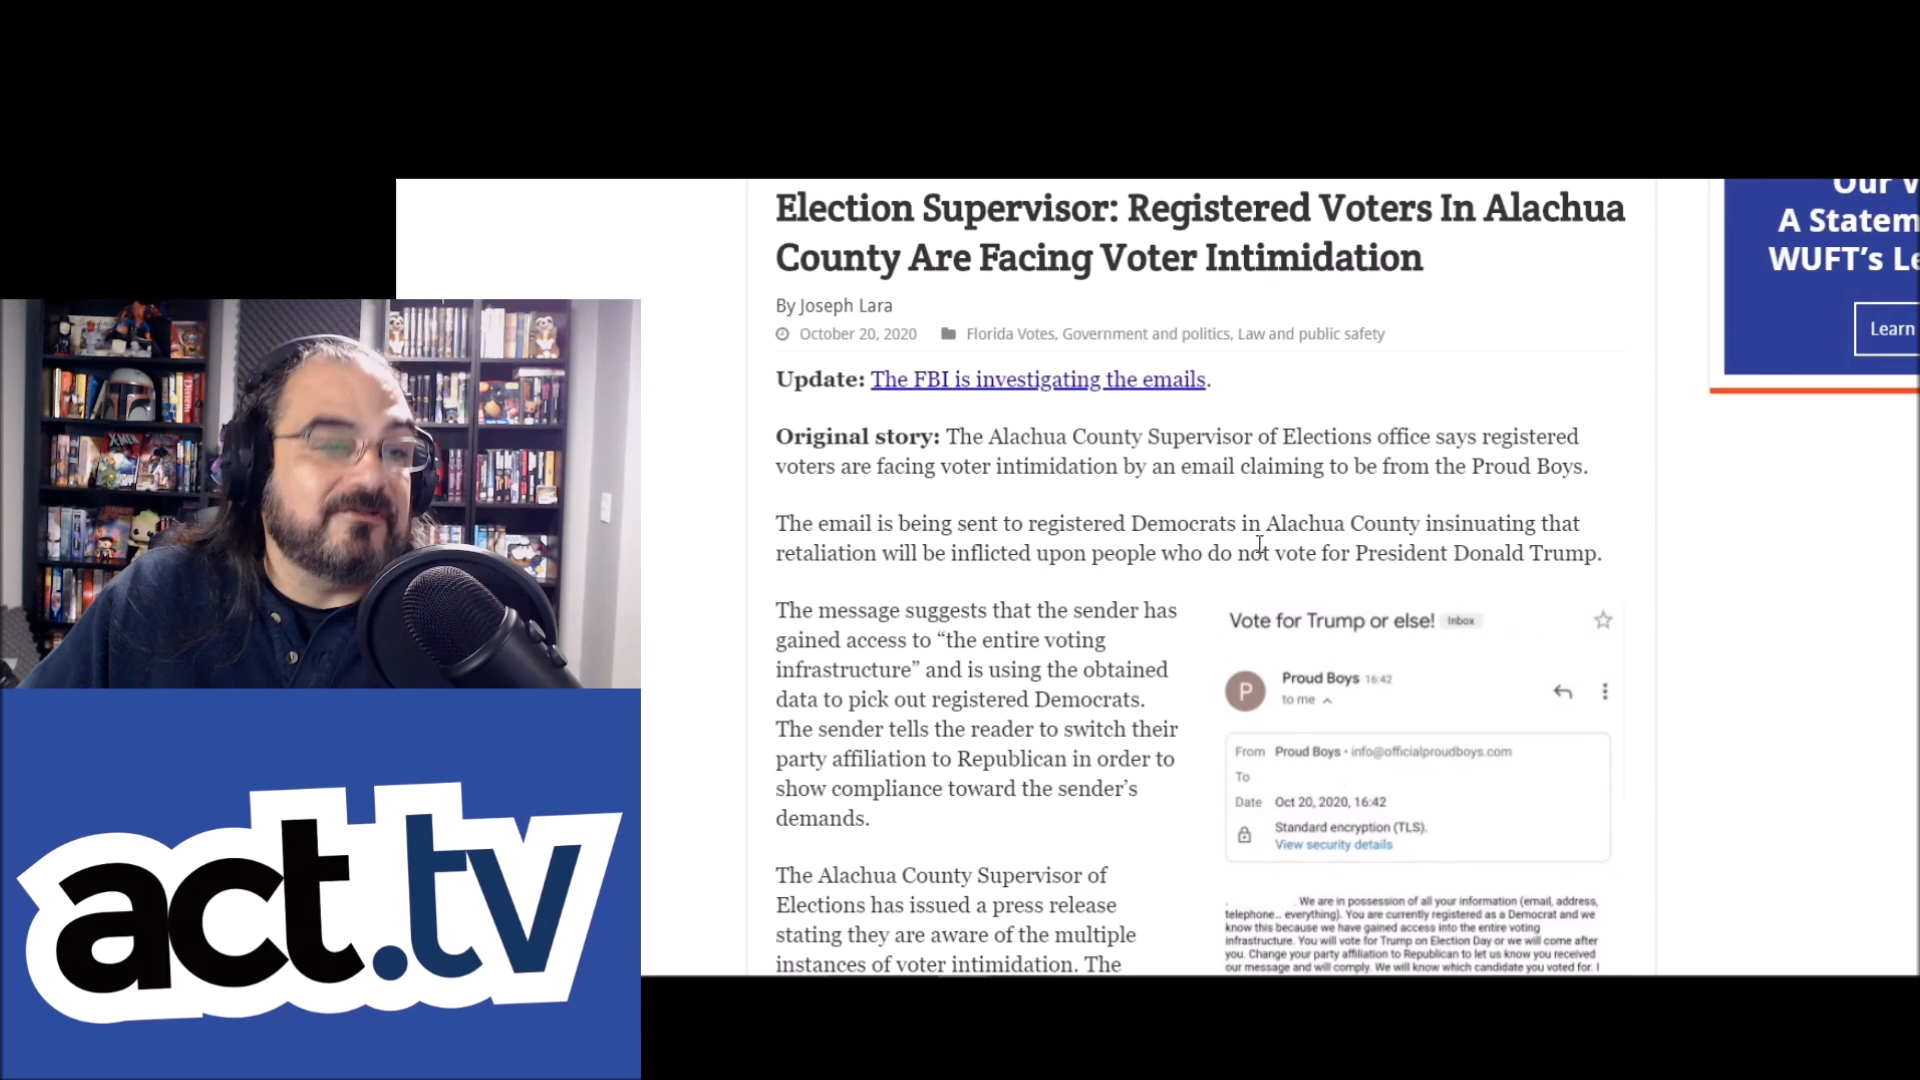 Election Supervisor: Registered Voters In Alachua
County Are Facing Voter Intimidation
By Joseph Lara
October 20, 2020 Florida Votes, Government and politics, Law and public safety
Update: The FBI is investigating the emails.
Original story: The Alachua County Supervisor of Elections office says registered
voters are facing voter intimidation by an email claiming to be from the Proud Boys.
The email is being sent to registered Democrats in Alachua County insinuating that
retaliation will be inflicted upon people who do not vote for President Donald Trump.
The message suggests that the sender has
gained access to “the entire voting
infrastructure” and is using the obtained
data to pick out registered Democrats.
The sender tells the reader to switch their
party affiliation to Republican in order to
show compliance toward the sender’s
demands.
The Alachua County Supervisor of
Elections has issued a press release
stating they are aware of the multiple
instances of voter intimidation. The
Vote for Trump or else! Inbox
P
Proud Boys 16:42
to me
From Proud Boys • info@officialproudboys.com
To
Date Oct 20, 2020, 16:42
Standard encryption (TLS).
View security details
We are in possession of all your information (email, address,
telephone... everything). You are currently registered as a Democrat and we
know this because we have gained access into the entire voting
infrastructure. You will vote for Trump on Election Day or we will come after
you. Change your party affiliation to Republican to let us know you received
our message and will comply. We will know which candidate you voted for. I
Our V
A Statem
WUFT’s Le
Learn
X-MEN
act.tv